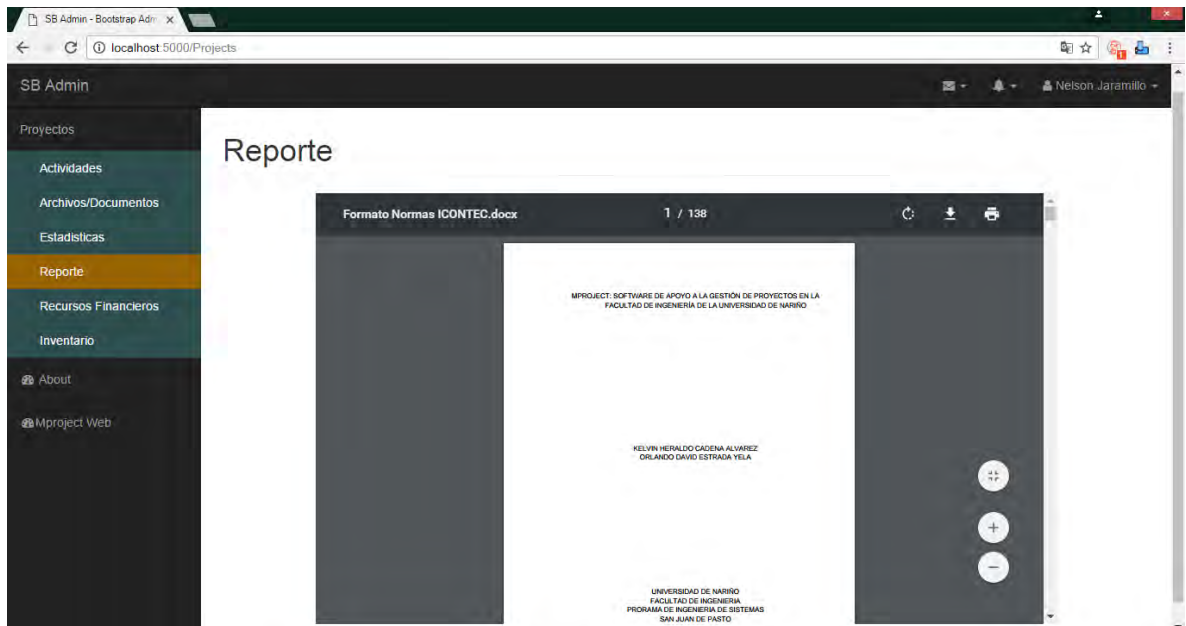 SB Admin - Bootstrap Adm
localhost:5000/Projects
1
SB Admin
Nelson Jaramillo
Proyectos
Actividades
Archivos/Documentos
Estadisticas
Reporte
Recursos Financieros
Inventario
About
Mproject Web
Reporte
Formato Normas ICONTEC.docx
1 / 138
MPROJECT: SOFTWARE DE APOYO A LA GESTIÓN DE PROYECTOS EN LA
FACULTAD DE INGENIERÍA DE LA UNIVERSIDAD DE NARIÑO
KELVIN HERALDO CADENA ALVAREZ
ORLANDO DAVID ESTRADA YELA
UNIVERSIDAD DE NARIÑO
FACULTAD DE INGENIERIA
PRORAMA DE INGENIERIA DE SISTEMAS
SAN JUAN DE PASTO